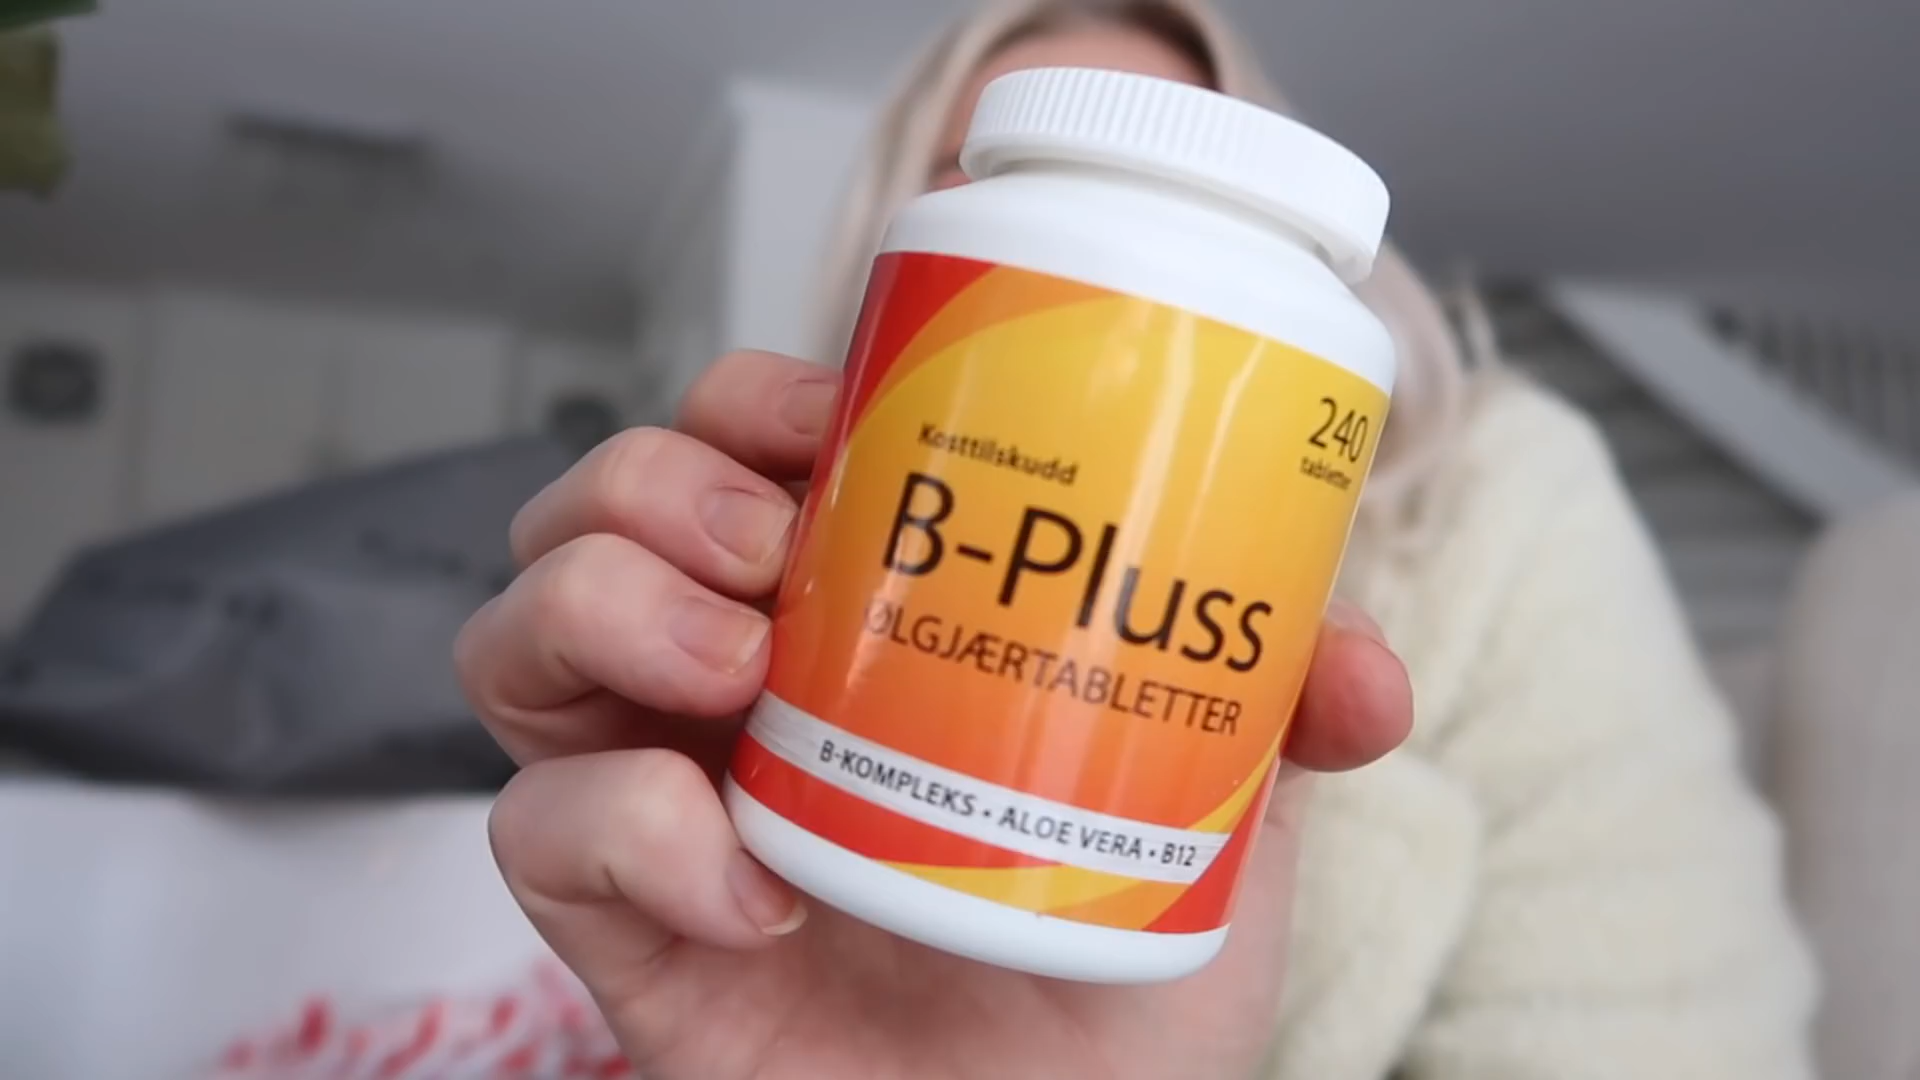 240
tabletter
Kosttilskudd
B-Pluss
ØLGJÆRTABLETTER
B-KOMPLEKS • ALOE VERA • B12